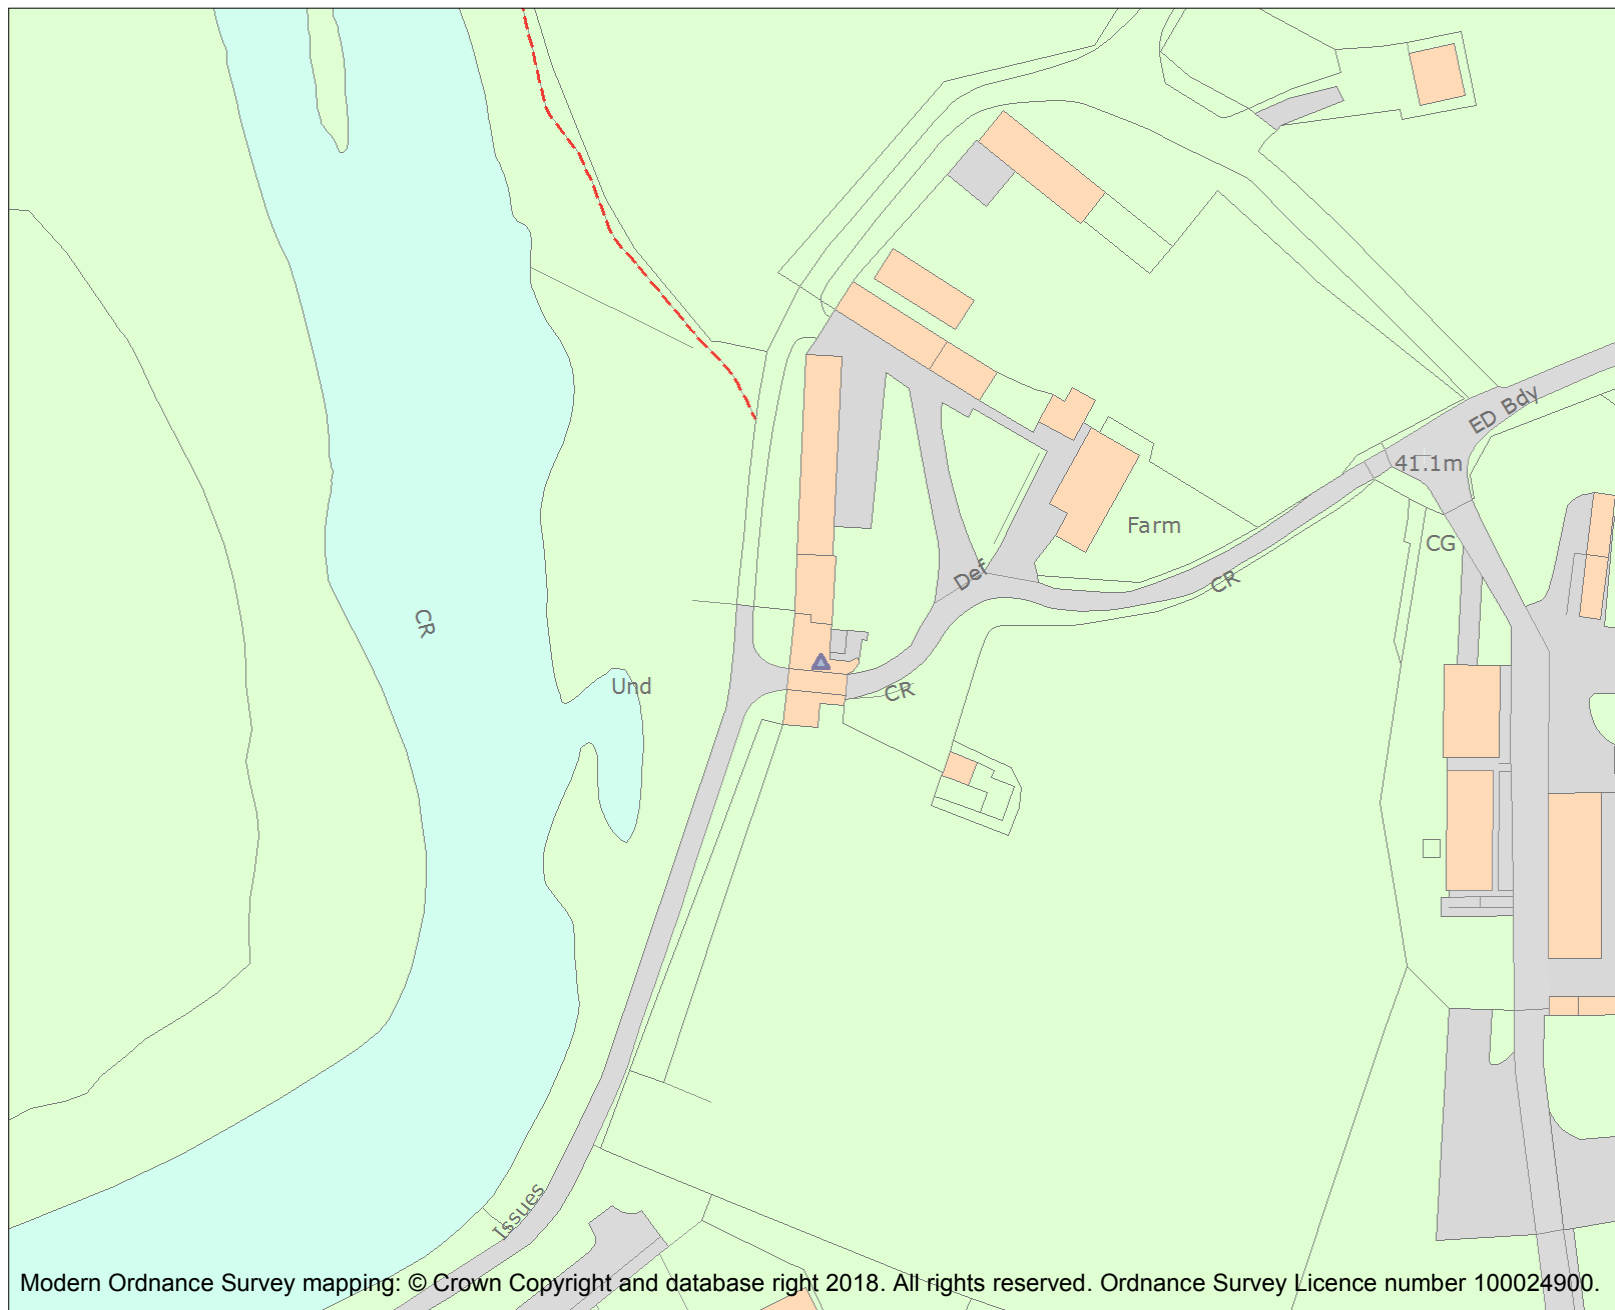 ED Bdy
41.1m
Farm
CG
Def
CR
CR
Und
CR
Issues
Modern Ordnance Survey mapping: © Crown Copyright and database right 2018. All rights reserved. Ordnance Survey Licence number 100024900.